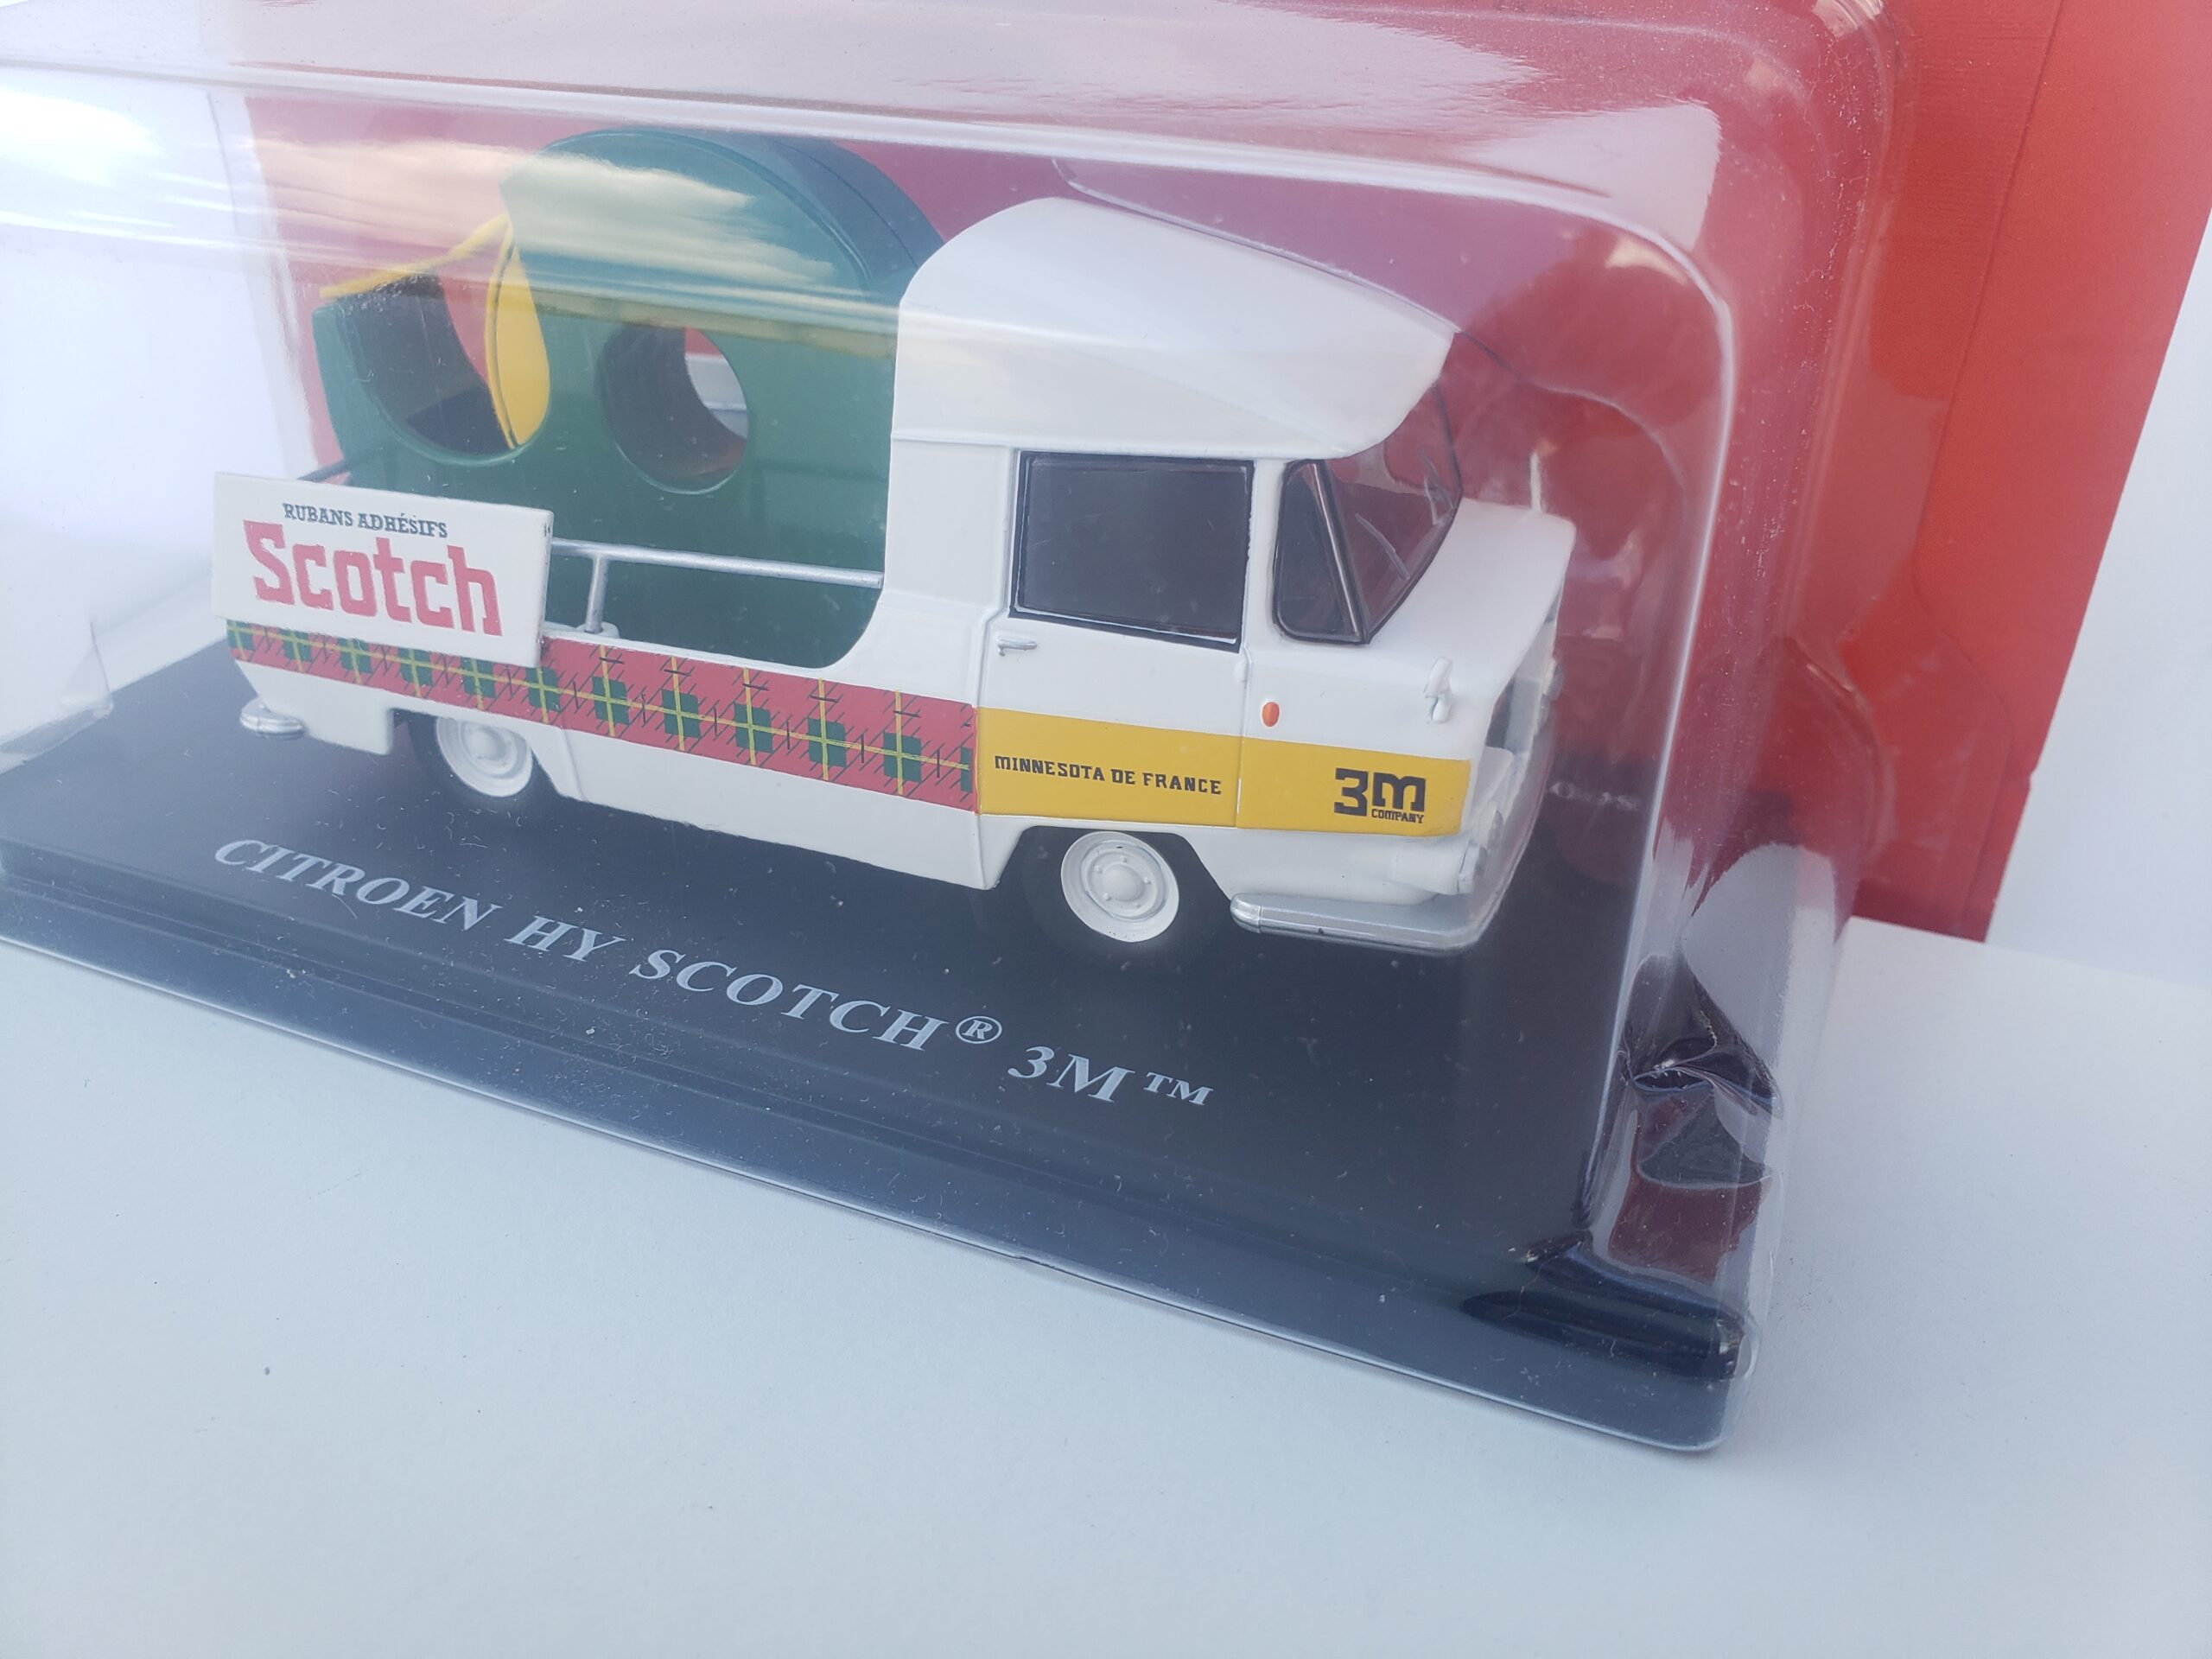 RUBANS ADHÉSIFS
Scotch
MINNESOTA DE FRANCE
3M
COMPANY
CITROEN HY SCOTCH® 3M™